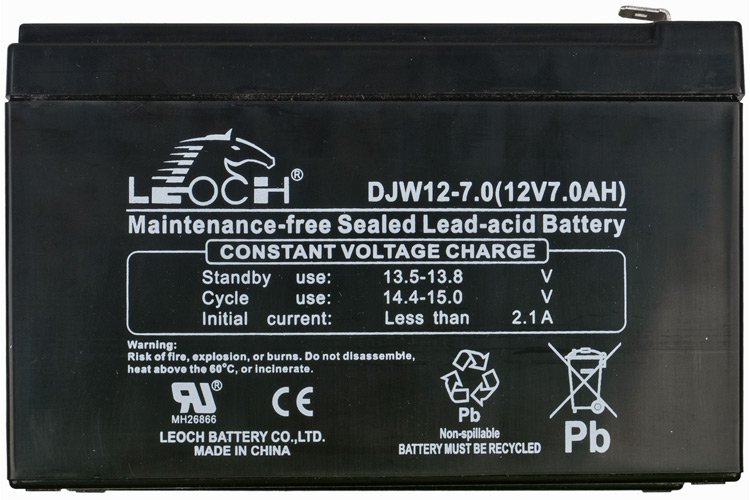 LEOCH®
DJW12-7.0(12V7.0AH)
Maintenance-free Sealed Lead-acid Battery
CONSTANT VOLTAGE CHARGE
Standby use: 13.5-13.8 V
Cycle use: 14.4-15.0 V
Initial current: Less than 2.1 A
Warning:
Risk of fire, explosion, or burns. Do not disassemble,
heat above the 60°C, or incinerate.
RU®
MH26866
CE
Pb
Non-spillable
BATTERY MUST BE RECYCLED
Pb
LEOCH BATTERY CO.,LTD.
MADE IN CHINA